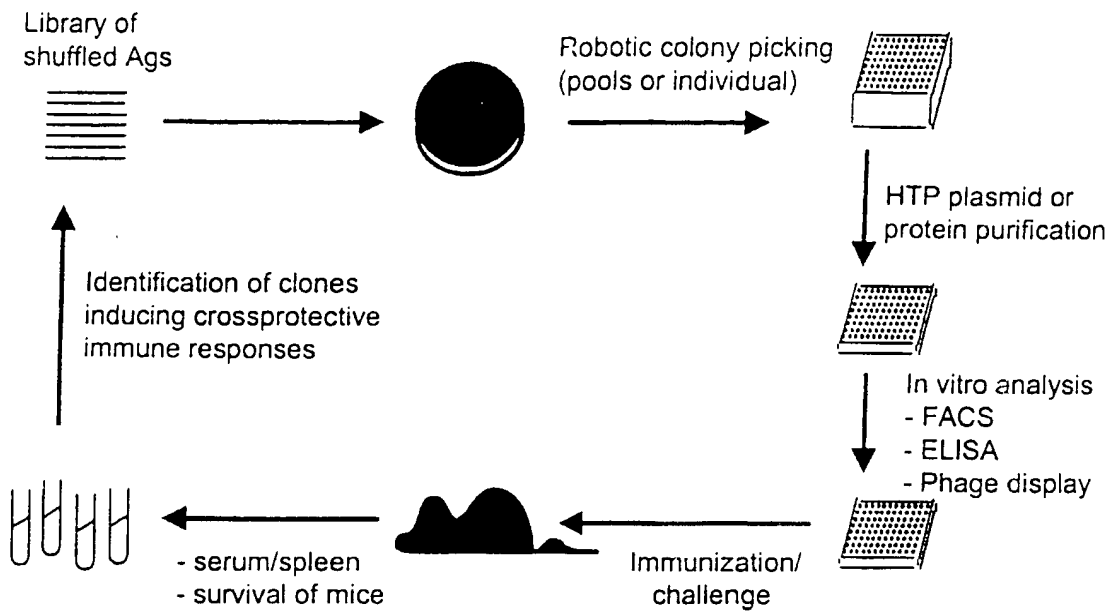 Library of
shuffled Ags
Robotic colony picking
(pools or individual)
HTP plasmid or
protein purification
Identification of clones
inducing crossprotective
immune responses
In vitro analysis
- FACS
- ELISA
- Phage display
Immunization/
challenge
- serum/spleen
- survival of mice